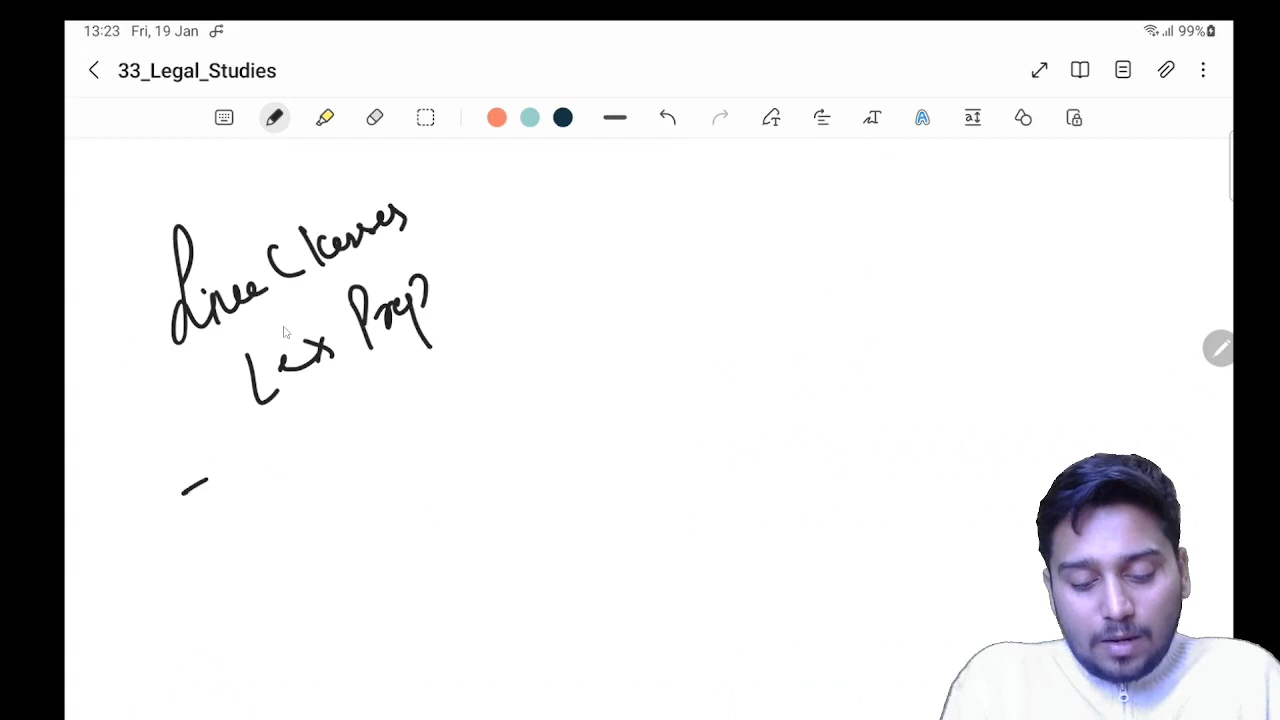 13:23 Fri, 19 Jan 99%
33_Legal_Studies
Live Classes
Lex Prep